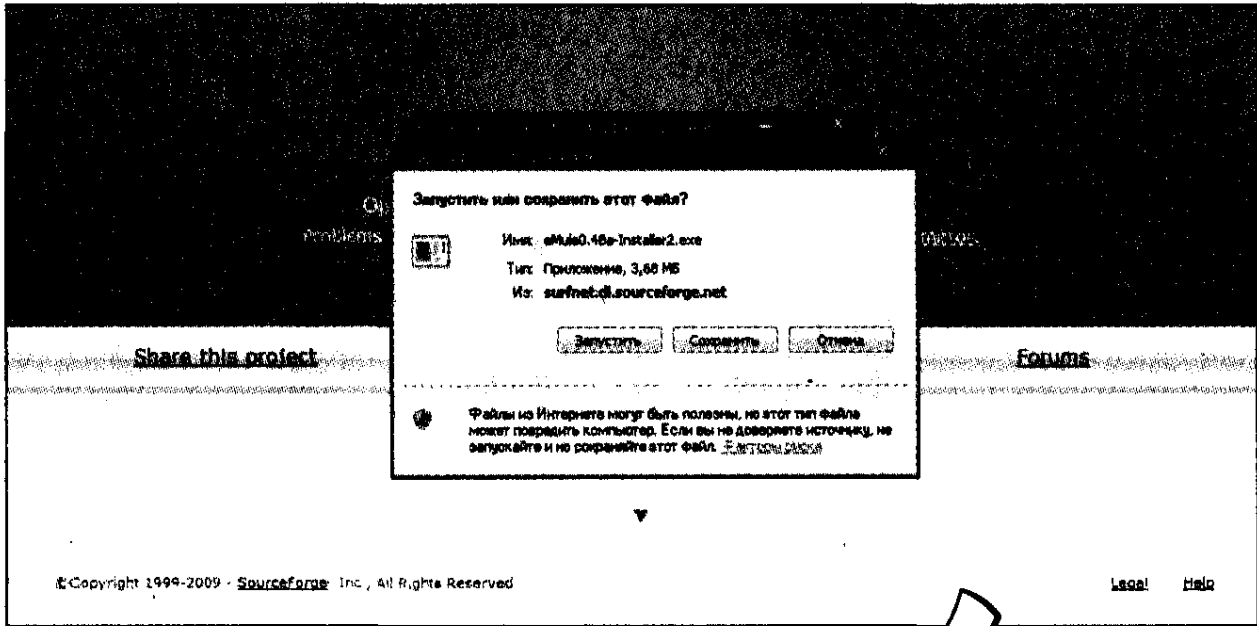 Problems
Запустить или сохранить этот файл?
Имя: eMule0.48a-Installer2.exe
Тип: Приложение, 3,68 МБ
Из: surfnet.dl.sourceforge.net
Запустить Сохранить Отмена
Share this project
Forums
Файлы из Интернета могут быть полезны, но этот тип файла
может повредить компьютер. Если вы не доверяете источнику, не
запускайте и не сохраняйте этот файл. Факторы риска
© Copyright 1999-2009 - SourceForge Inc., All Rights Reserved
Legal Help